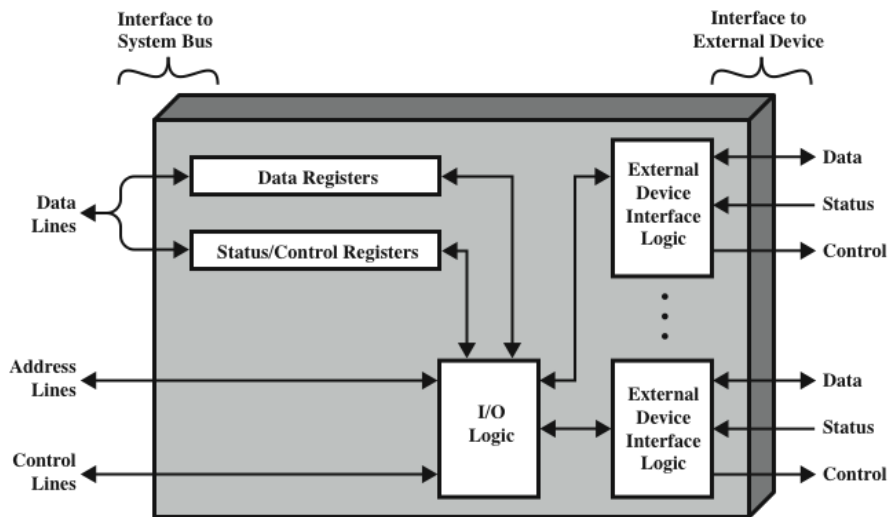 Interface to
System Bus
Interface to
External Device
Data
Lines
Data Registers
Status/Control Registers
External
Device
Interface
Logic
Data
Status
Control
Address
Lines
Control
Lines
I/O
Logic
External
Device
Interface
Logic
Data
Status
Control